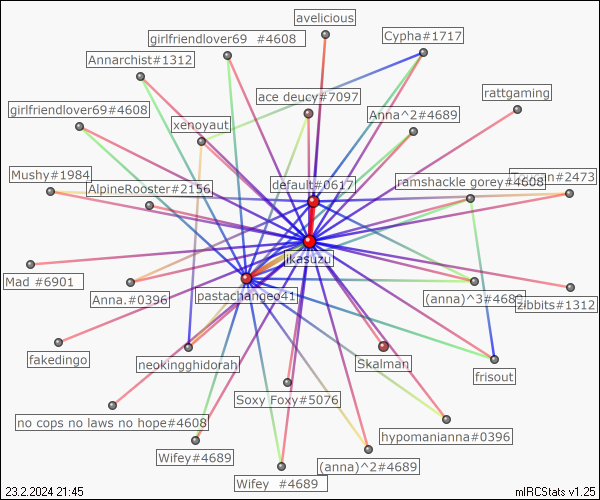 avelicious
girlfriendlover69 #4608
Cypha#1717
Annarchist#1312
rattgaming
ace deucy#7097
girlfriendlover69#4608
Anna^2#4689
xenoyaut
Mushy#1984
#2473
AlpineRooster#2156
default#0617
ramshackle gorey#4608
ikasuzu
Mad #6901
Anna.#0396
pastachangeo41
(anna)^3#4689
zibbits#1312
fakedingo
neokingghidorah
Skalman
frisout
Soxy Foxy#5076
no cops no laws no hope#4608
hypomanianna#0396
Wifey#4689
(anna)^2#4689
Wifey #4689
23.2.2024 21:45
mIRCStats v1.25